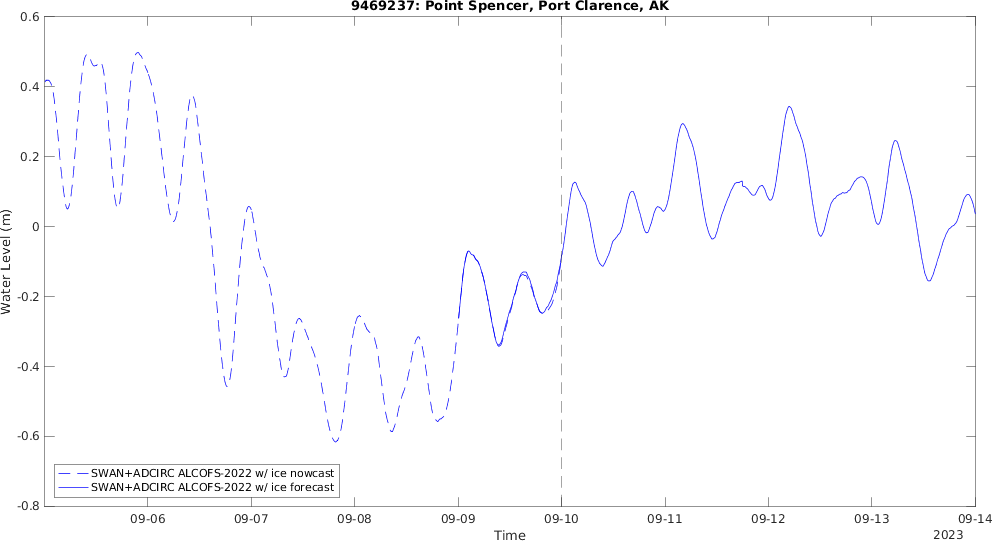 9469237: Point Spencer, Port Clarence, AK
0.6
0.4
0.2
0
-0.2
-0.4
-0.6
-0.8
Water Level (m)
SWAN+ADCIRC ALCOFS-2022 w/ ice nowcast
SWAN+ADCIRC ALCOFS-2022 w/ ice forecast
09-06 09-07 09-08 09-09 09-10 09-11 09-12 09-13 09-14
Time
2023